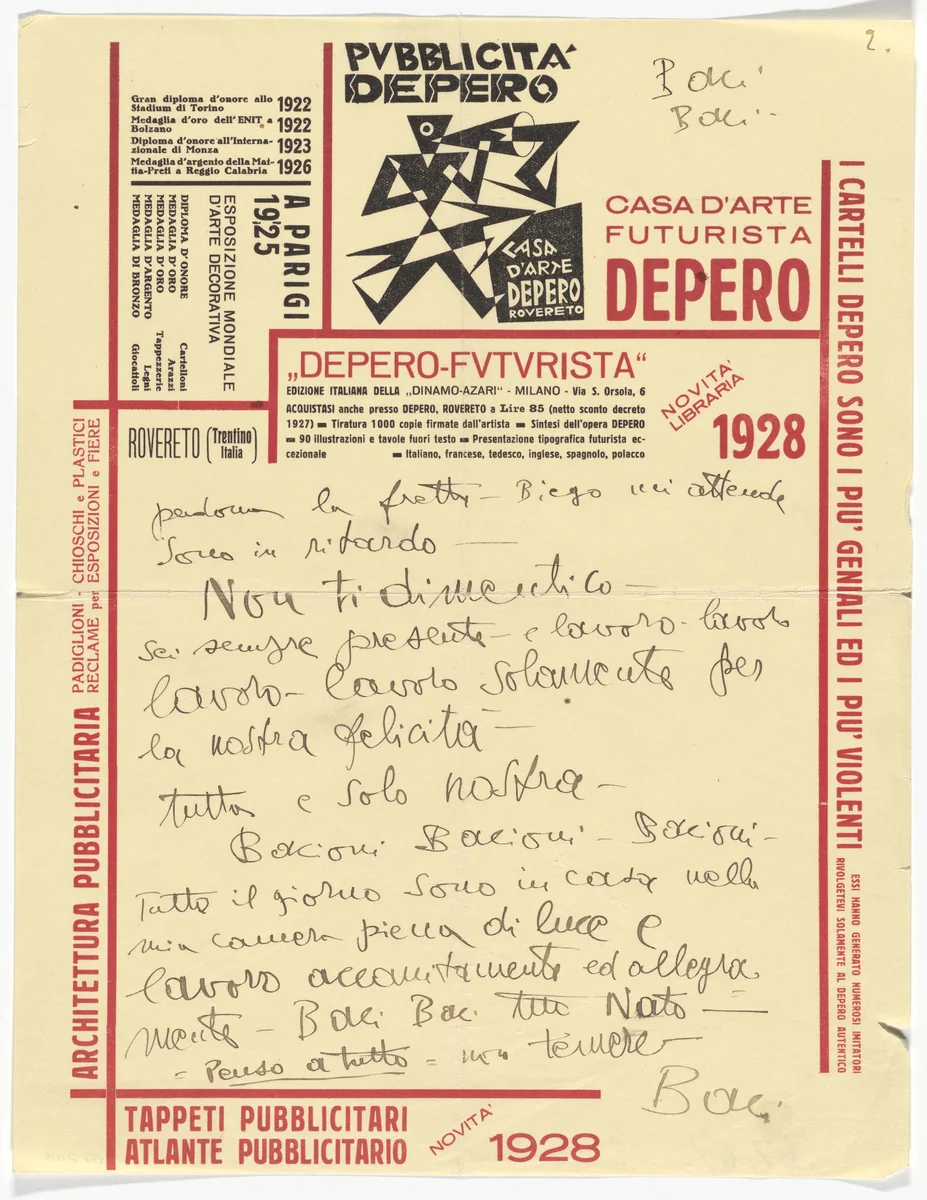 2.
PVBBLICITÀ
DEPERO
Baci
Baci
Gran diploma d'onore allo Stadium di Torino 1922
Medaglia d'oro dell'ENIT a Bolzano 1922
Diploma d'onore all'Internazionale di Monza 1923
Medaglia d'argento della Mattia-Preti a Reggio Calabria 1926
A PARIGI
1925
ESPOSIZIONE MONDIALE
D'ARTE DECORATIVA
DIPLOMA D'ONORE Cartelloni
MEDAGLIA D'ORO Arazzi
MEDAGLIA D'ORO Tappezzerie
MEDAGLIA D'ARGENTO Legni
MEDAGLIA DI BRONZO Giocattoli
CASA
D'ARTE
DEPERO
ROVERETO
CASA D'ARTE
FUTURISTA
DEPERO
„DEPERO-FVTVRISTA“
EDIZIONE ITALIANA DELLA „DINAMO-AZARI“ - MILANO - Via S. Orsola, 6
ACQUISTASI anche presso DEPERO, ROVERETO a Lire 85 (netto sconto decreto
1927) Tiratura 1000 copie firmate dall'artista Sintesi dell'opera DEPERO
90 illustrazioni e tavole fuori testo Presentazione tipografica futurista ec-
cezionale Italiano, francese, tedesco, inglese, spagnolo, polacco
NOVITA'
LIBRARIA
1928
ROVERETO (Trentino Italia)
I CARTELLI DEPERO SONO I PIU' GENIALI ED I PIU' VIOLENTI
ESSI HANNO GENERATO NUMEROSI IMITATORI
RIVOLGETEVI SOLAMENTE AL DEPERO AUTENTICO
ARCHITETTURA PUBBLICITARIA
PADIGLIONI - CHIOSCHI e PLASTICI
RECLAME per ESPOSIZIONI e FIERE
perdona la fretta - Biego mi attende
Sono in ritardo —
Non ti dimentico —
sei sempre presente - e lavoro - lavoro
lavoro - lavoro solamente per
la nostra felicità —
tutta e solo nostra —
Bacioni Bacioni - Bacioni -
Tutto il giorno sono in casa nella
mia camera piena di luce e
lavoro accanitamente ed allegra
mente - Baci Baci tuo Nato —
= Penso a tutto = non temere —
Baci
TAPPETI PUBBLICITARI
ATLANTE PUBBLICITARIO
NOVITA'
1928